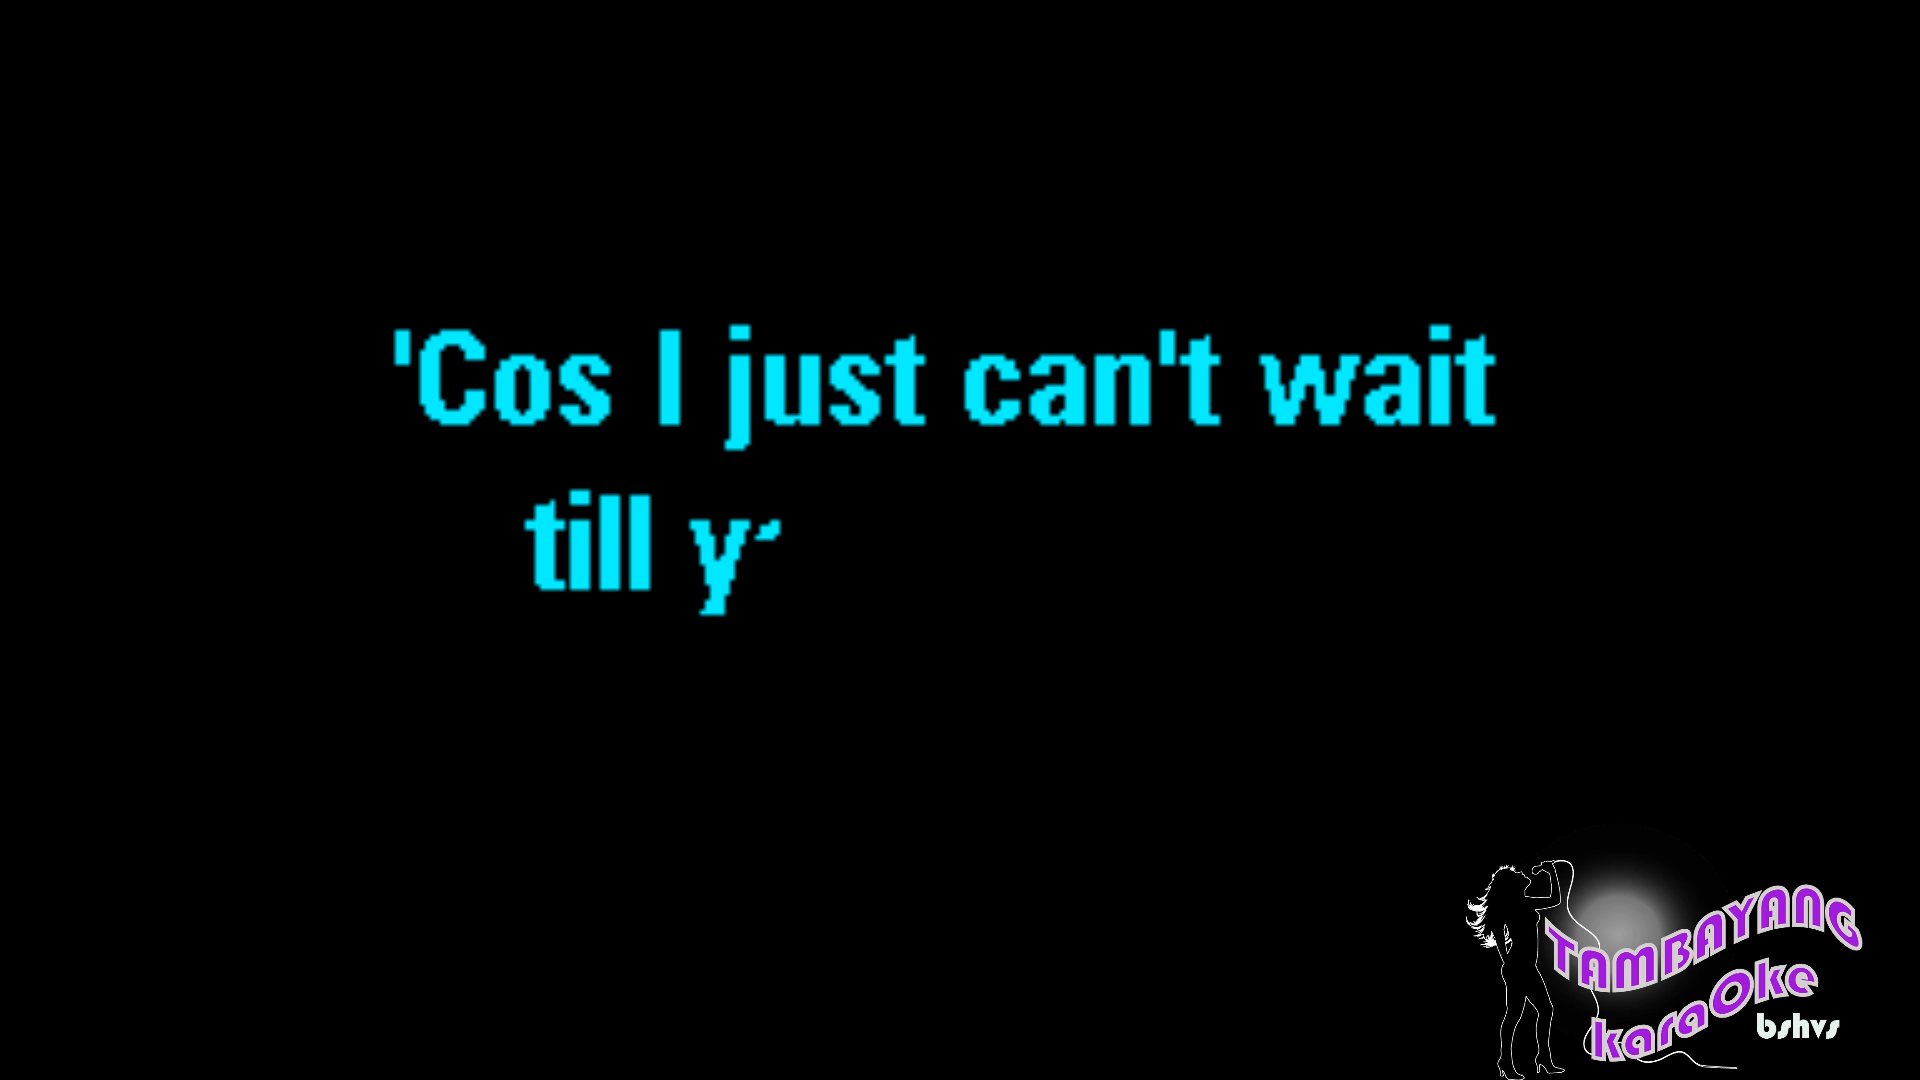 'Cos I just can't wait
till y
TAMBAYANG
karaOke
bshvs